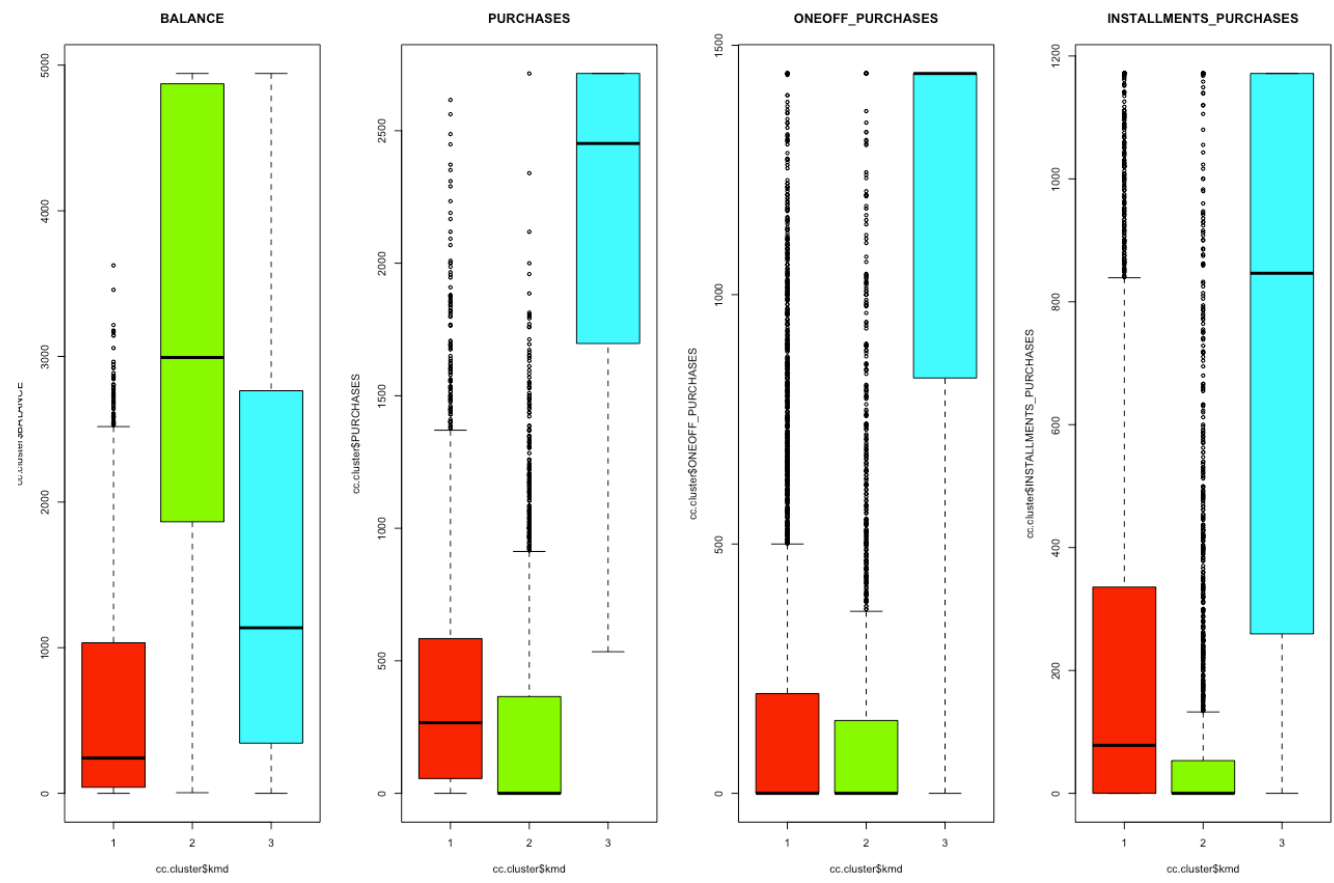 BALANCE
cc.cluster$BALANCE
0
1000
2000
3000
4000
5000
1
2
3
cc.cluster$kmd
PURCHASES
cc.cluster$PURCHASES
0
500
1000
1500
2000
2500
1
2
3
cc.cluster$kmd
ONEOFF_PURCHASES
cc.cluster$ONEOFF_PURCHASES
0
500
1000
1500
1
2
3
cc.cluster$kmd
INSTALLMENTS_PURCHASES
cc.cluster$INSTALLMENTS_PURCHASES
0
200
400
600
800
1000
1200
1
2
3
cc.cluster$kmd